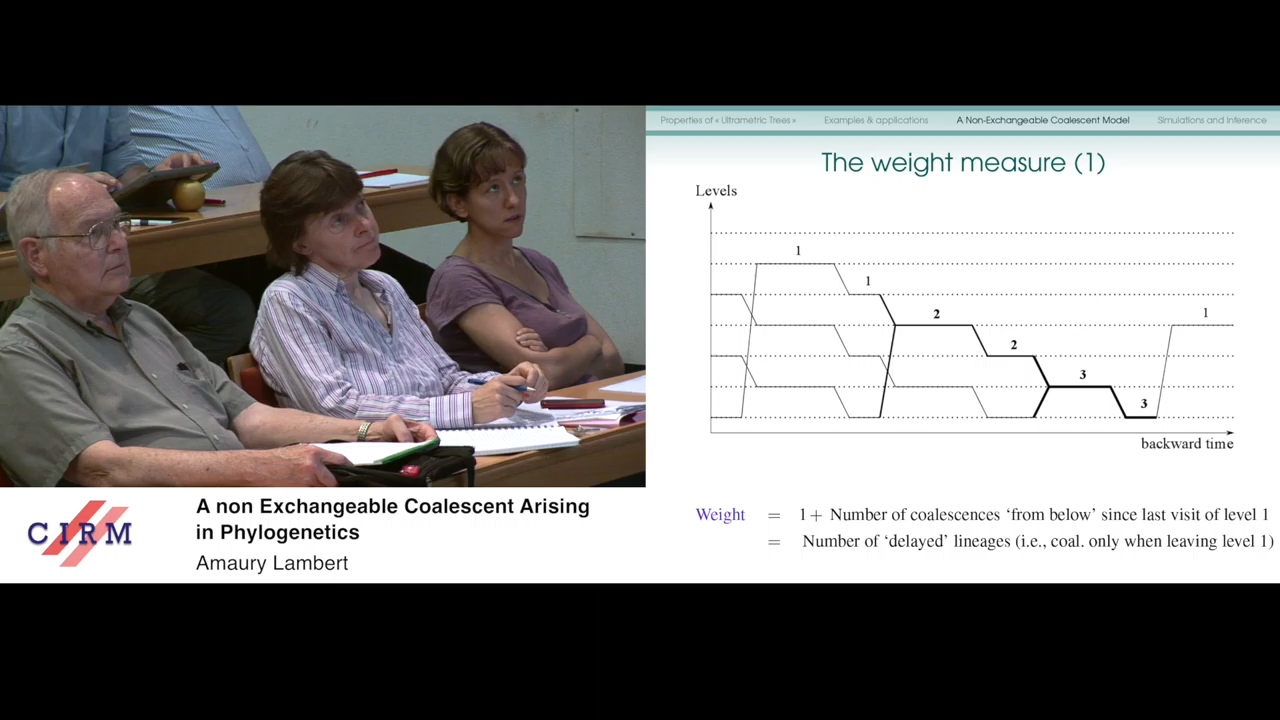 Properties of « Ultrametric Trees »
Examples & applications
A Non-Exchangeable Coalescent Model
Simulations and Inference
The weight measure (1)
Levels
1
1
2
2
3
3
1
backward time
Weight = 1 + Number of coalescences ‘from below’ since last visit of level 1
= Number of ‘delayed’ lineages (i.e., coal. only when leaving level 1)
CIRM
A non Exchangeable Coalescent Arising
in Phylogenetics
Amaury Lambert